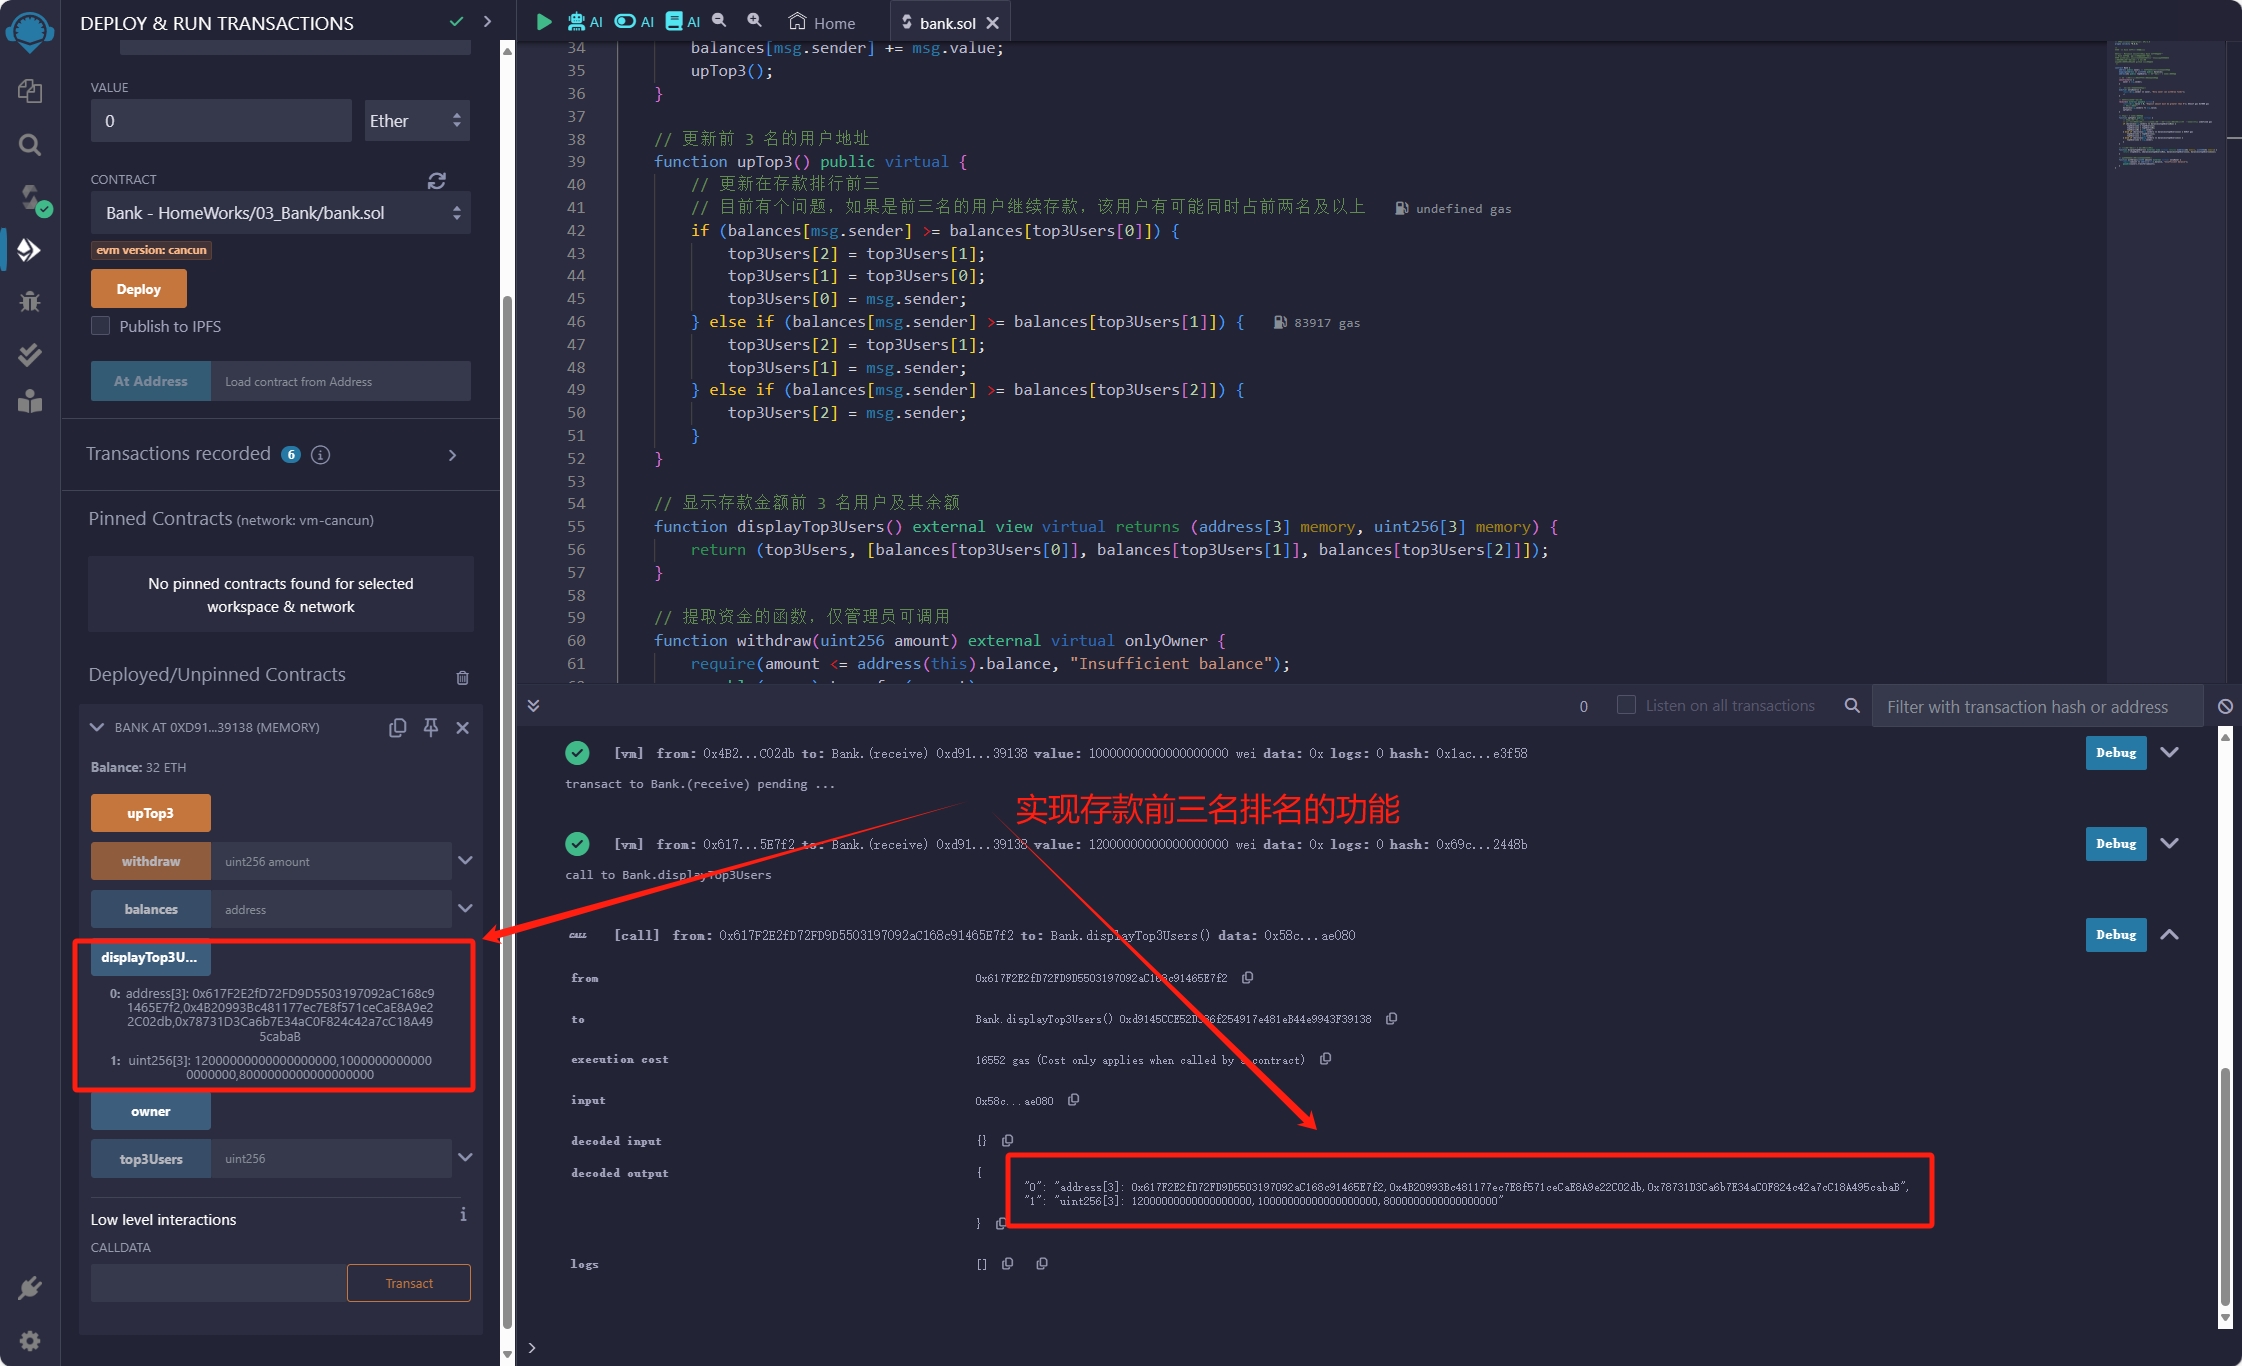 DEPLOY & RUN TRANSACTIONS
VALUE
0
Ether
CONTRACT
Bank - HomeWorks/03_Bank/bank.sol
evm version: cancun
Deploy
Publish to IPFS
At Address
Load contract from Address
Transactions recorded 6
Pinned Contracts (network: vm-cancun)
No pinned contracts found for selected
workspace & network
Deployed/Unpinned Contracts
BANK AT 0XD91...39138 (MEMORY)
Balance: 32 ETH
upTop3
withdraw
uint256 amount
balances
address
displayTop3U...
0: address[3]: 0x617F2E2fD72FD9D5503197092aC168c9
1465E7f2,0x4B20993Bc481177ec7E8f571ceCaE8A9e2
2C02db,0x78731D3Ca6b7E34aC0F824c42a7cC18A49
5cabaB
1: uint256[3]: 12000000000000000000,1000000000000
0000000,8000000000000000000
owner
top3Users
uint256
Low level interactions
CALLDATA
Transact
AI
AI
AI
Home
bank.sol
34 balances[msg.sender] += msg.value;
35 upTop3();
36 }
37
38 // 更新前 3 名的用户地址
39 function upTop3() public virtual {
40 // 更新在存款排行前三
41 // 目前有个问题，如果是前三名的用户继续存款，该用户有可能同时占前两名及以上 undefined gas
42 if (balances[msg.sender] >= balances[top3Users[0]]) {
43 top3Users[2] = top3Users[1];
44 top3Users[1] = top3Users[0];
45 top3Users[0] = msg.sender;
46 } else if (balances[msg.sender] >= balances[top3Users[1]]) { 83917 gas
47 top3Users[2] = top3Users[1];
48 top3Users[1] = msg.sender;
49 } else if (balances[msg.sender] >= balances[top3Users[2]]) {
50 top3Users[2] = msg.sender;
51 }
52 }
53
54 // 显示存款金额前 3 名用户及其余额
55 function displayTop3Users() external view virtual returns (address[3] memory, uint256[3] memory) {
56 return (top3Users, [balances[top3Users[0]], balances[top3Users[1]], balances[top3Users[2]]]);
57 }
58
59 // 提取资金的函数，仅管理员可调用
60 function withdraw(uint256 amount) external virtual onlyOwner {
61 require(amount <= address(this).balance, "Insufficient balance");
0
Listen on all transactions
Filter with transaction hash or address
[vm] from: 0x4B2...C02db to: Bank.(receive) 0xd91...39138 value: 10000000000000000000 wei data: 0x logs: 0 hash: 0x1ac...e3f58
Debug
transact to Bank.(receive) pending ...
实现存款前三名排名的功能
[vm] from: 0x617...5E7f2 to: Bank.(receive) 0xd91...39138 value: 12000000000000000000 wei data: 0x logs: 0 hash: 0x69c...2448b
Debug
call to Bank.displayTop3Users
CALL [call] from: 0x617F2E2fD72FD9D5503197092aC168c91465E7f2 to: Bank.displayTop3Users() data: 0x58c...ae080
Debug
from 0x617F2E2fD72FD9D5503197092aC168c91465E7f2
to Bank.displayTop3Users() 0xd9145CCE52D386f254917e481eB44e9943F39138
execution cost 16552 gas (Cost only applies when called by a contract)
input 0x58c...ae080
decoded input {}
decoded output {
"0": "address[3]: 0x617F2E2fD72FD9D5503197092aC168c91465E7f2,0x4B20993Bc481177ec7E8f571ceCaE8A9e22C02db,0x78731D3Ca6b7E34aC0F824c42a7cC18A495cabaB",
"1": "uint256[3]: 12000000000000000000,10000000000000000000,8000000000000000000"
}
logs []
>